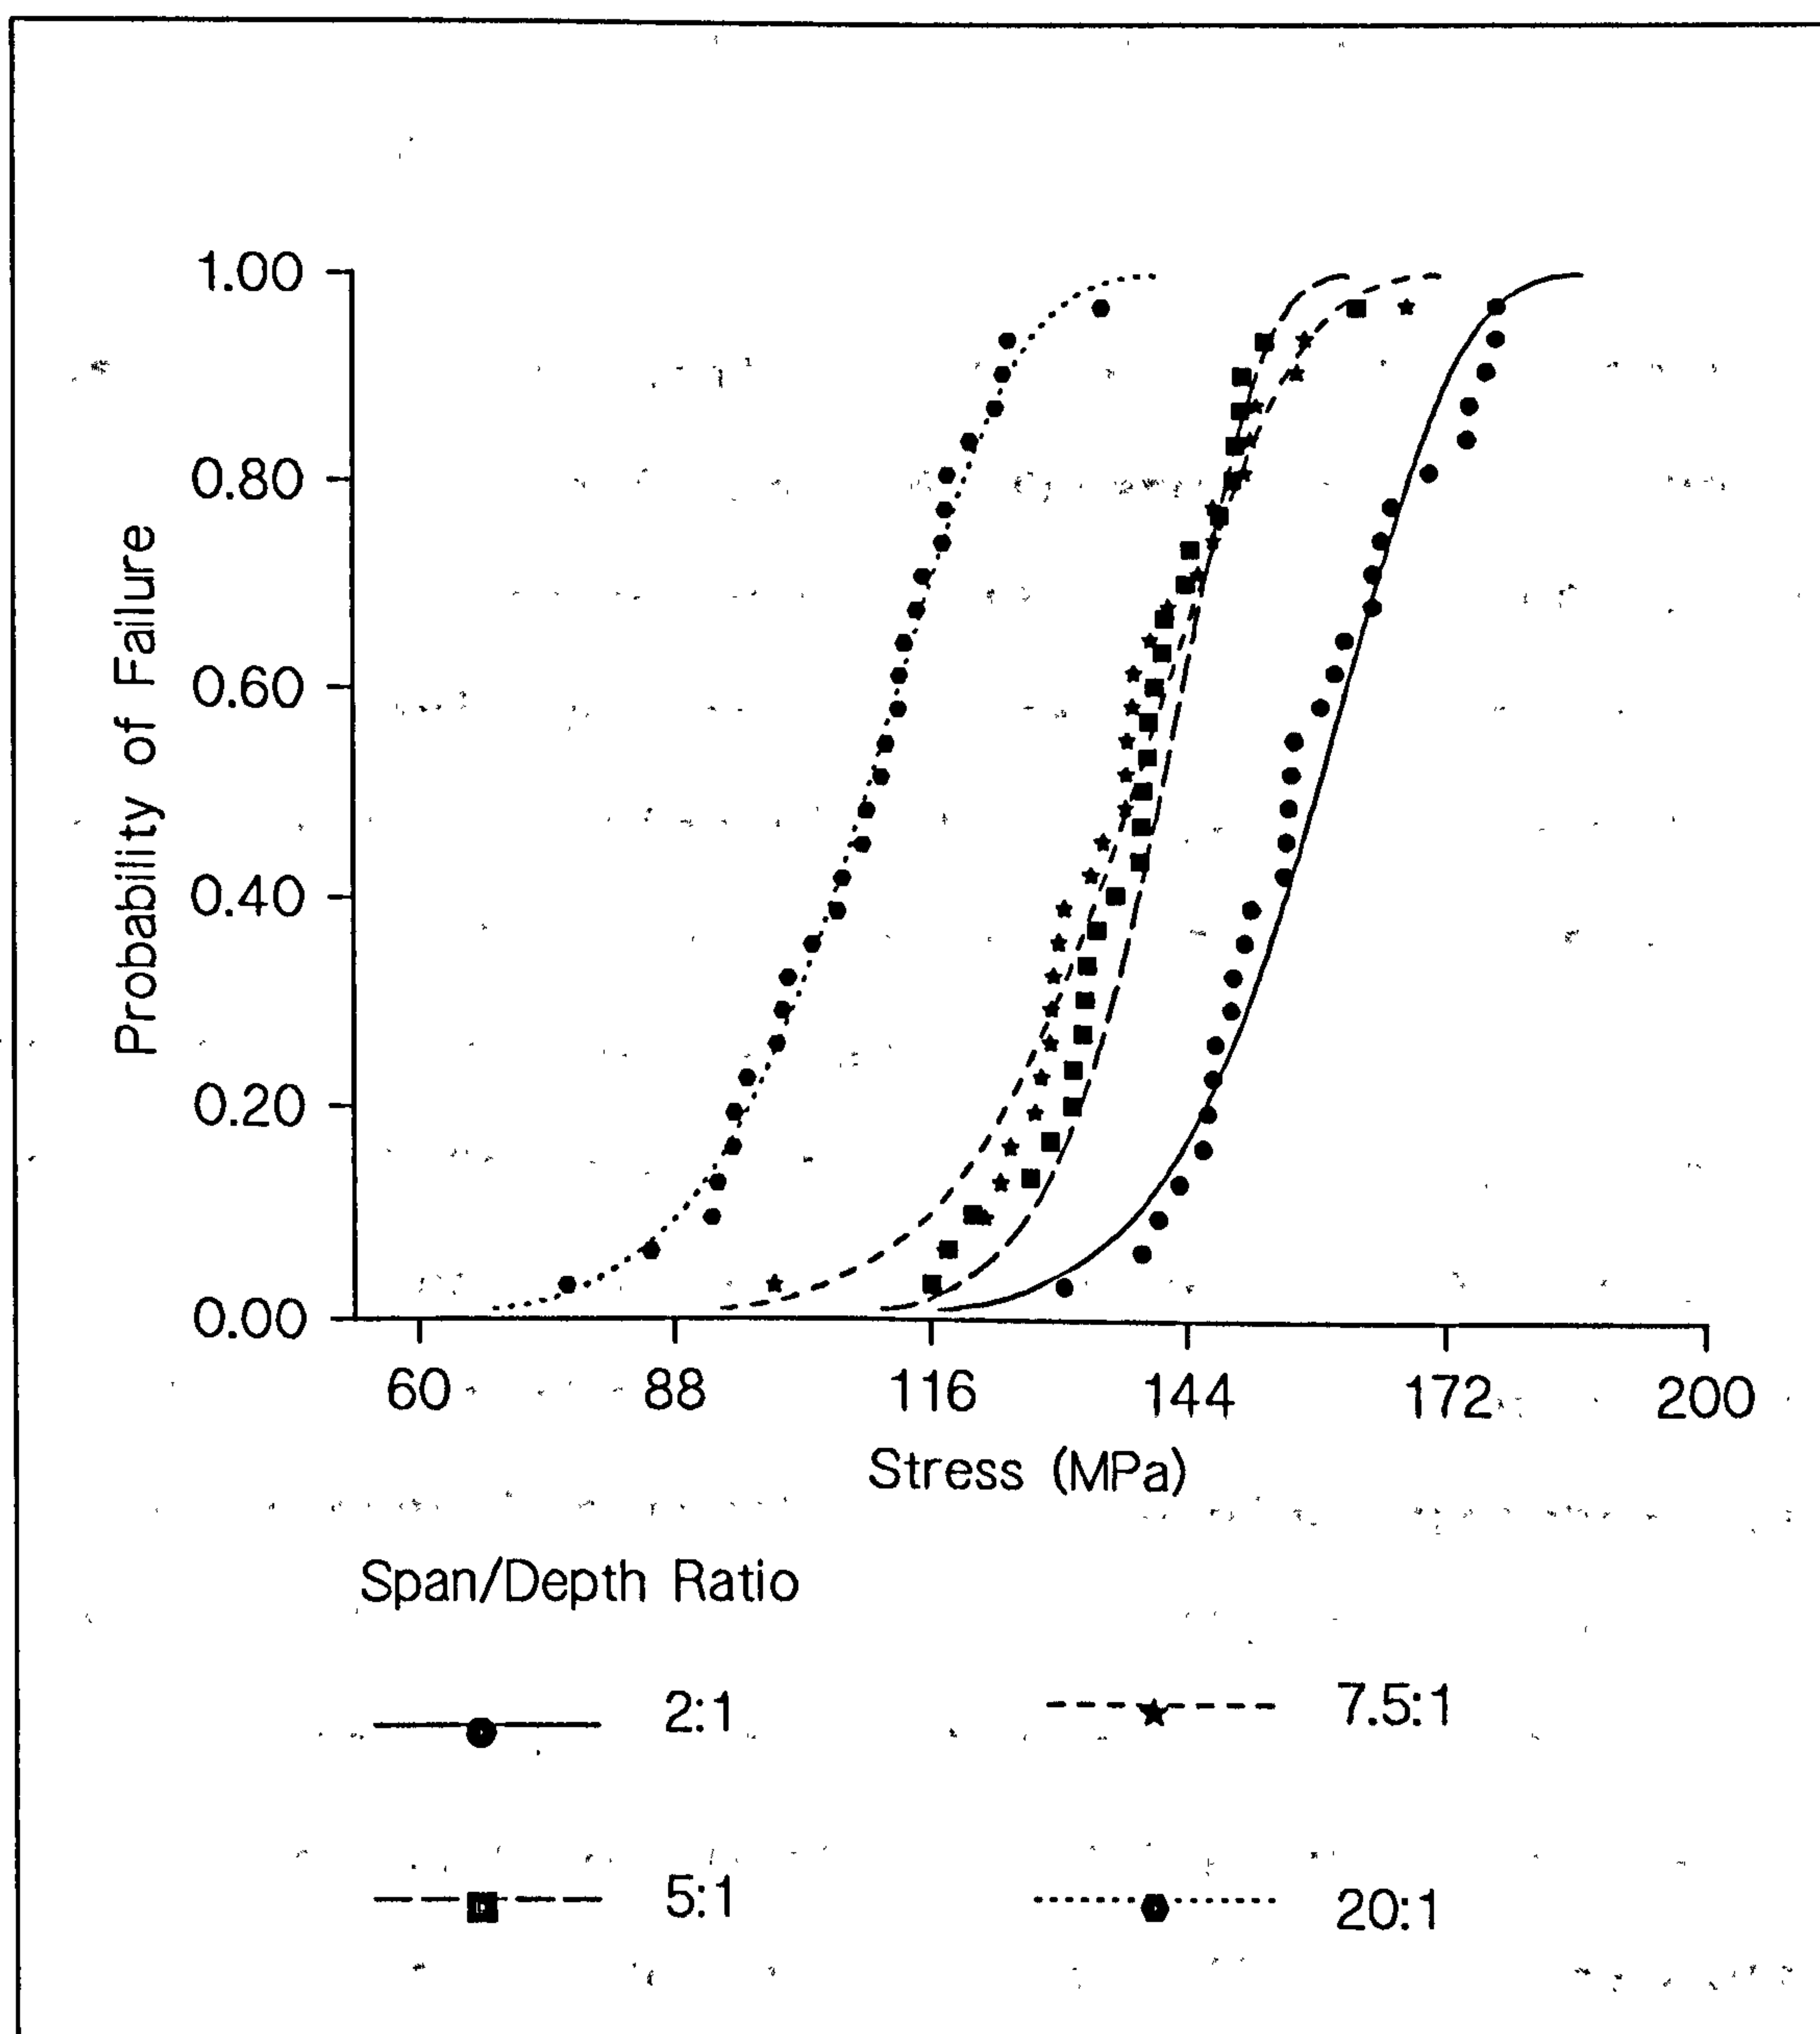 1.00
0.80
0.60
0.40
0.20
0.00
Probability of Failure
60 88 116 144 172 200
Stress (MPa)
Span/Depth Ratio
2:1 7.5:1
5:1 20:1